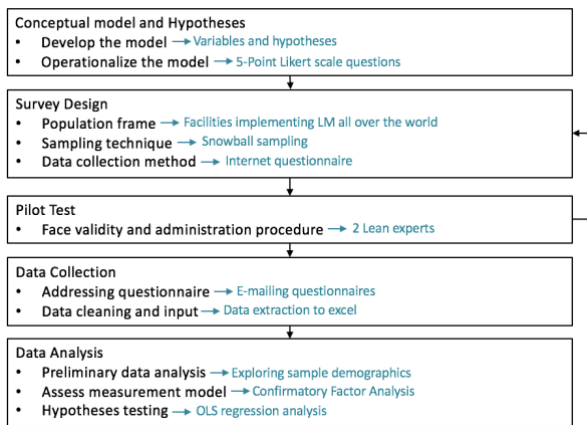 Conceptual model and Hypotheses
• Develop the model → Variables and hypotheses
• Operationalize the model → 5-Point Likert scale questions
Survey Design
• Population frame → Facilities implementing LM all over the world
• Sampling technique → Snowball sampling
• Data collection method → Internet questionnaire
Pilot Test
• Face validity and administration procedure → 2 Lean experts
Data Collection
• Addressing questionnaire → E-mailing questionnaires
• Data cleaning and input → Data extraction to excel
Data Analysis
• Preliminary data analysis → Exploring sample demographics
• Assess measurement model → Confirmatory Factor Analysis
• Hypotheses testing → OLS regression analysis